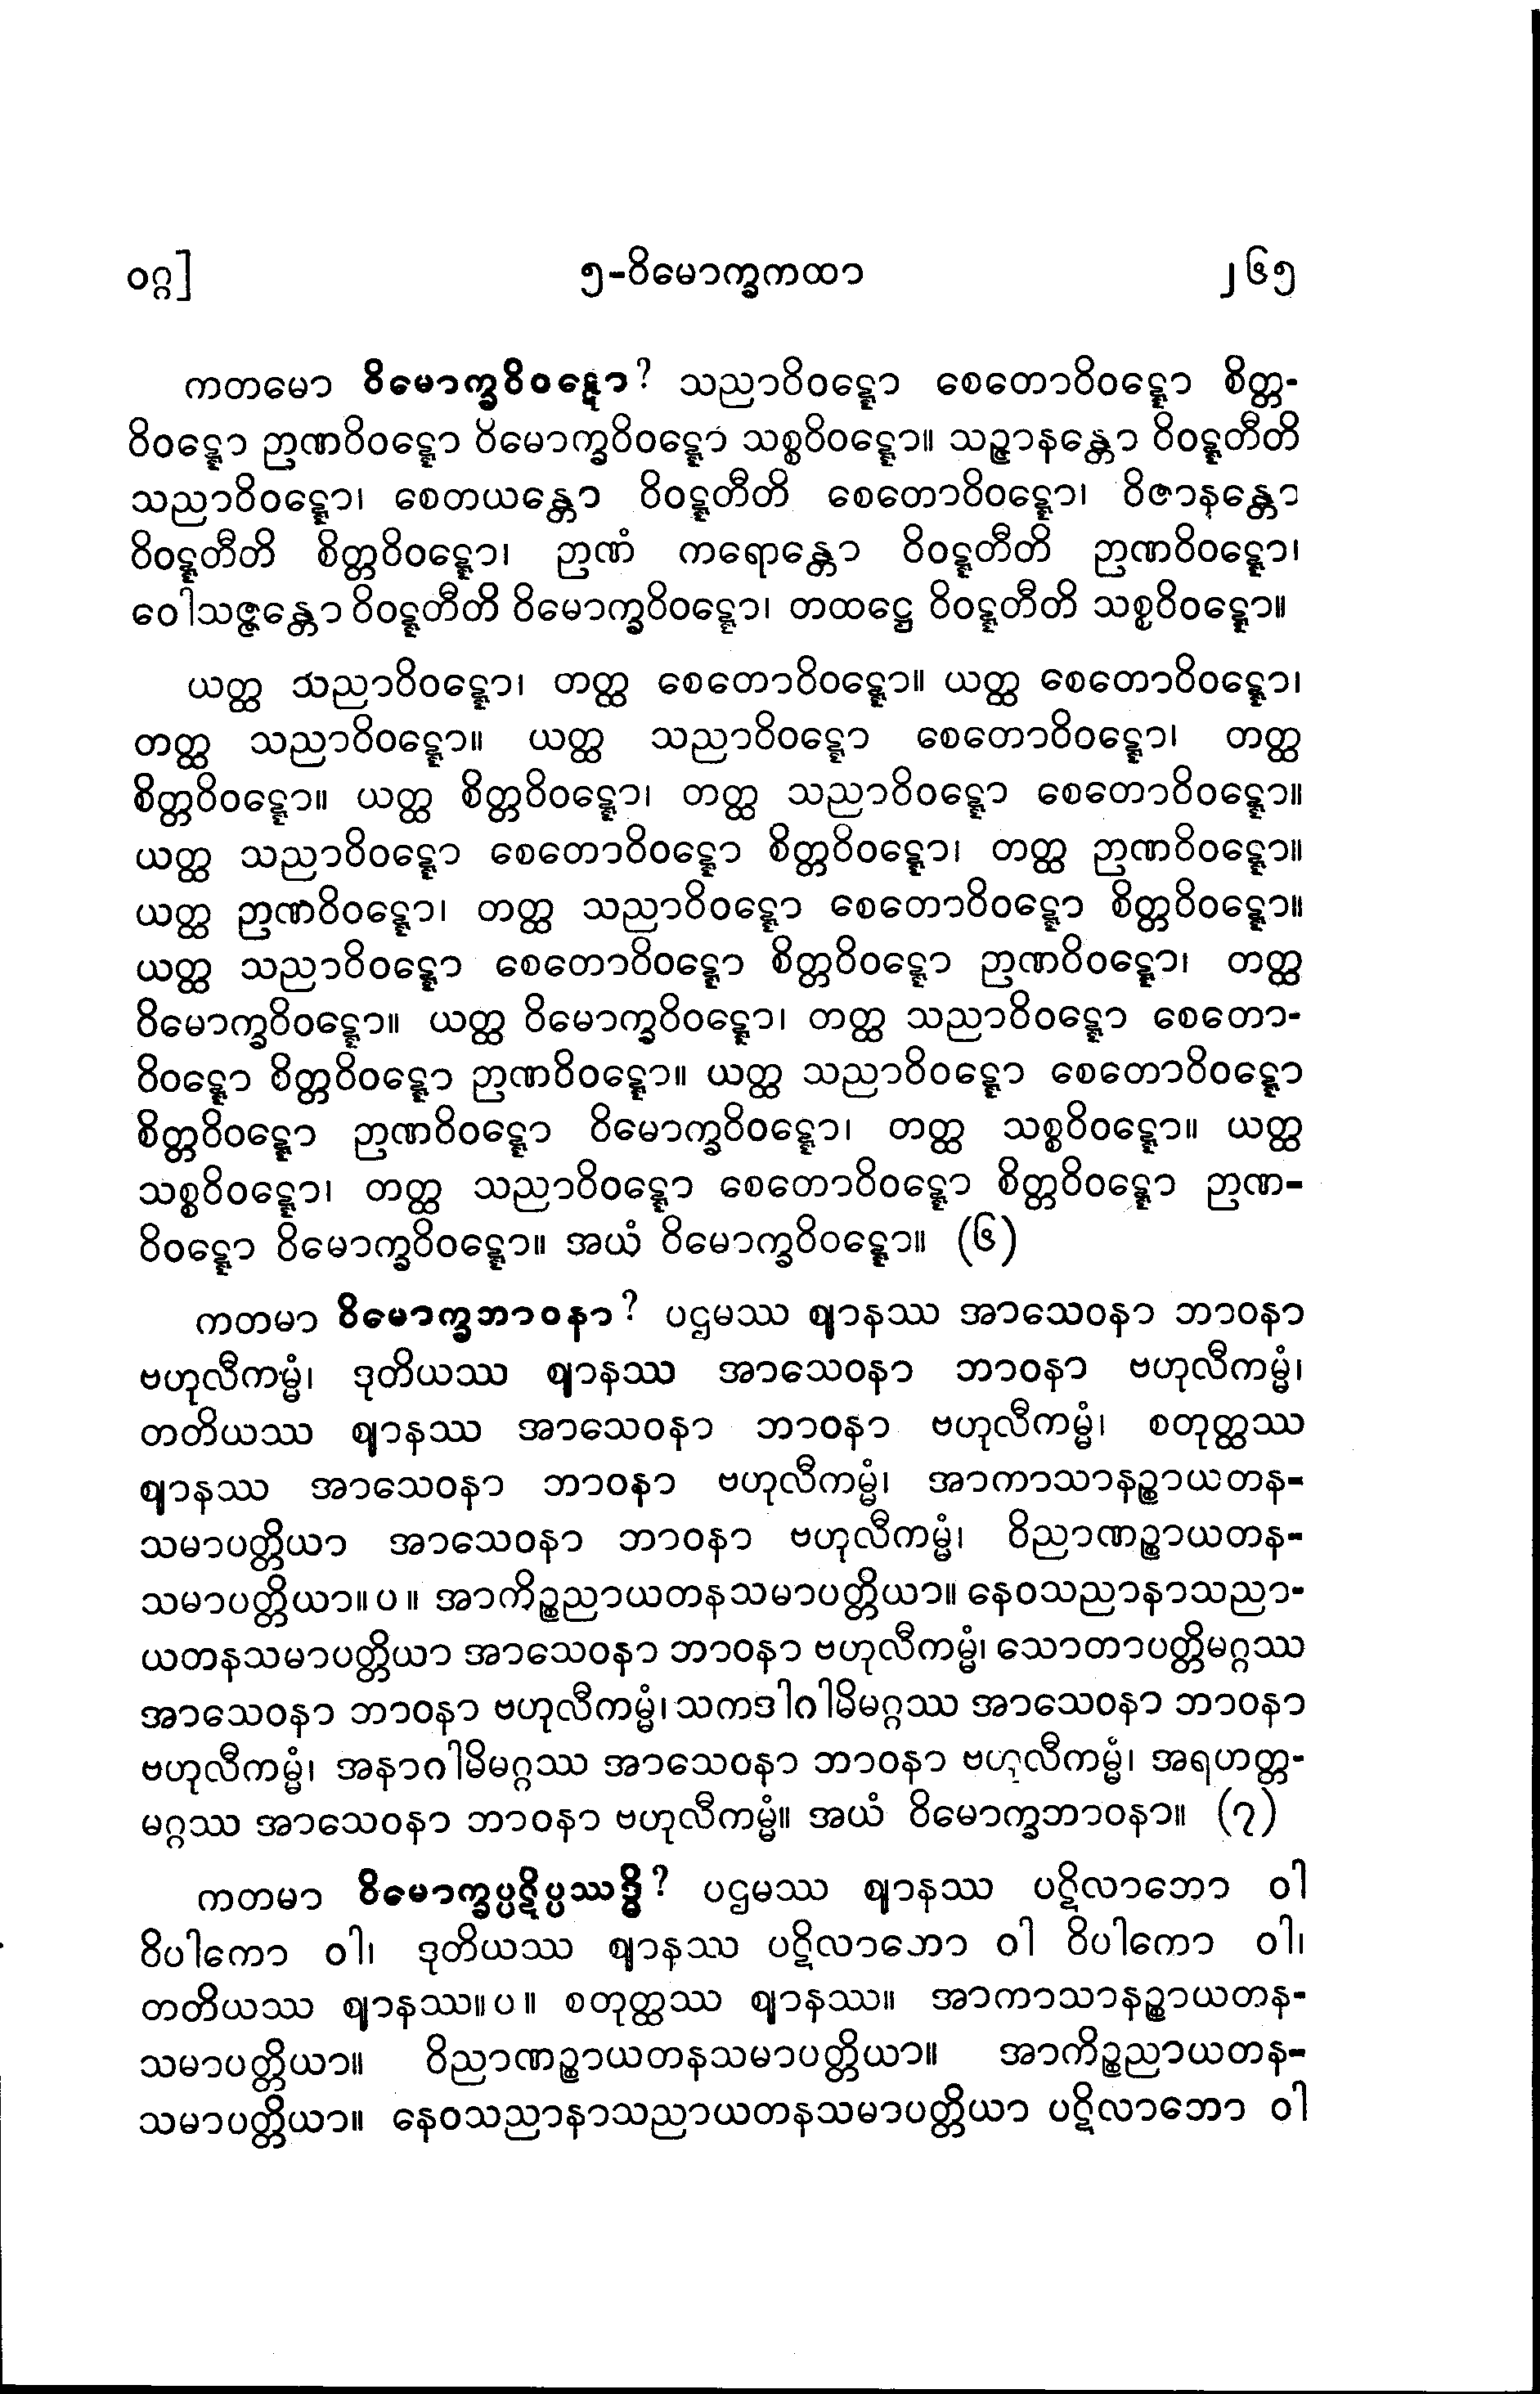 ဝဂ္ဂ] ၅-ဝိမောက္ခကထာ ၂၆၅
ကတမော ဝိမောက္ခဝိဝဋ္ဋော? သညာဝိဝဋ္ဋော စေတောဝိဝဋ္ဋော စိတ္တ-
ဝိဝဋ္ဋော ဉာဏဝိဝဋ္ဋော ဝိမောက္ခဝိဝဋ္ဋော သစ္စဝိဝဋ္ဋော။ သဉ္ဇာနန္တော ဝိဝဋ္ဋတီတိ
သညာဝိဝဋ္ဋော၊ စေတယန္တော ဝိဝဋ္ဋတီတိ စေတောဝိဝဋ္ဋော၊ ဝိဇာနန္တော
ဝိဝဋ္ဋတီတိ စိတ္တဝိဝဋ္ဋော၊ ဉာဏံ ကရောန္တော ဝိဝဋ္ဋတီတိ ဉာဏဝိဝဋ္ဋော၊
ဝေါသဇ္ဇန္တော ဝိဝဋ္ဋတီတိ ဝိမောက္ခဝိဝဋ္ဋော၊ တထဋ္ဌေ ဝိဝဋ္ဋတီတိ သစ္စဝိဝဋ္ဋော။
ယတ္ထ သညာဝိဝဋ္ဋော၊ တတ္ထ စေတောဝိဝဋ္ဋော။ ယတ္ထ စေတောဝိဝဋ္ဋော၊
တတ္ထ သညာဝိဝဋ္ဋော။ ယတ္ထ သညာဝိဝဋ္ဋော စေတောဝိဝဋ္ဋော၊ တတ္ထ
စိတ္တဝိဝဋ္ဋော။ ယတ္ထ စိတ္တဝိဝဋ္ဋော၊ တတ္ထ သညာဝိဝဋ္ဋော စေတောဝိဝဋ္ဋော။
ယတ္ထ သညာဝိဝဋ္ဋော စေတောဝိဝဋ္ဋော စိတ္တဝိဝဋ္ဋော၊ တတ္ထ ဉာဏဝိဝဋ္ဋော။
ယတ္ထ ဉာဏဝိဝဋ္ဋော၊ တတ္ထ သညာဝိဝဋ္ဋော စေတောဝိဝဋ္ဋော စိတ္တဝိဝဋ္ဋော။
ယတ္ထ သညာဝိဝဋ္ဋော စေတောဝိဝဋ္ဋော စိတ္တဝိဝဋ္ဋော ဉာဏဝိဝဋ္ဋော၊ တတ္ထ
ဝိမောက္ခဝိဝဋ္ဋော။ ယတ္ထ ဝိမောက္ခဝိဝဋ္ဋော၊ တတ္ထ သညာဝိဝဋ္ဋော စေတော-
ဝိဝဋ္ဋော စိတ္တဝိဝဋ္ဋော ဉာဏဝိဝဋ္ဋော။ ယတ္ထ သညာဝိဝဋ္ဋော စေတောဝိဝဋ္ဋော
စိတ္တဝိဝဋ္ဋော ဉာဏဝိဝဋ္ဋော ဝိမောက္ခဝိဝဋ္ဋော၊ တတ္ထ သစ္စဝိဝဋ္ဋော။ ယတ္ထ
သစ္စဝိဝဋ္ဋော၊ တတ္ထ သညာဝိဝဋ္ဋော စေတောဝိဝဋ္ဋော စိတ္တဝိဝဋ္ဋော ဉာဏ-
ဝိဝဋ္ဋော ဝိမောက္ခဝိဝဋ္ဋော။ အယံ ဝိမောက္ခဝိဝဋ္ဋော။ (၆)
ကတမာ ဝိမောက္ခဘာဝနာ? ပဌမဿ ဈာနဿ အာသေဝနာ ဘာဝနာ
ဗဟုလီကမ္မံ၊ ဒုတိယဿ ဈာနဿ အာသေဝနာ ဘာဝနာ ဗဟုလီကမ္မံ၊
တတိယဿ ဈာနဿ အာသေဝနာ ဘာဝနာ ဗဟုလီကမ္မံ၊ စတုတ္ထဿ
ဈာနဿ အာသေဝနာ ဘာဝနာ ဗဟုလီကမ္မံ၊ အာကာသာနဉ္စာယတန-
သမာပတ္တိယာ အာသေဝနာ ဘာဝနာ ဗဟုလီကမ္မံ၊ ဝိညာဏဉ္စာယတန-
သမာပတ္တိယာ။ပ။ အာကိဉ္စညာယတနသမာပတ္တိယာ။ နေဝသညာနာသညာ-
ယတနသမာပတ္တိယာ အာသေဝနာ ဘာဝနာ ဗဟုလီကမ္မံ၊ သောတာပတ္တိမဂ္ဂဿ
အာသေဝနာ ဘာဝနာ ဗဟုလီကမ္မံ၊ သကဒါဂါမိမဂ္ဂဿ အာသေဝနာ ဘာဝနာ
ဗဟုလီကမ္မံ၊ အနာဂါမိမဂ္ဂဿ အာသေဝနာ ဘာဝနာ ဗဟုလီကမ္မံ၊ အရဟတ္တ-
မဂ္ဂဿ အာသေဝနာ ဘာဝနာ ဗဟုလီကမ္မံ။ အယံ ဝိမောက္ခဘာဝနာ။ (၇)
ကတမာ ဝိမောက္ခပ္ပဋိပ္ပဿဒ္ဓိ? ပဌမဿ ဈာနဿ ပဋိလာဘော ဝါ
ဝိပါကော ဝါ၊ ဒုတိယဿ ဈာနဿ ပဋိလာဘော ဝါ ဝိပါကော ဝါ၊
တတိယဿ ဈာနဿ။ပ။ စတုတ္ထဿ ဈာနဿ။ အာကာသာနဉ္စာယတန-
သမာပတ္တိယာ။ ဝိညာဏဉ္စာယတနသမာပတ္တိယာ။ အာကိဉ္စညာယတန-
သမာပတ္တိယာ။ နေဝသညာနာသညာယတနသမာပတ္တိယာ ပဋိလာဘော ဝါ